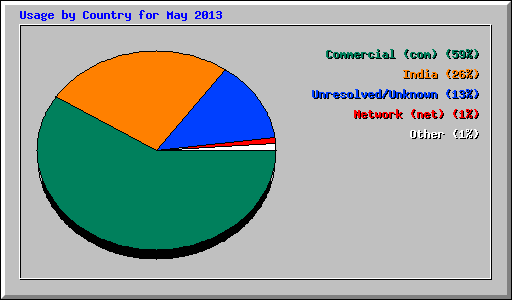 Usage by Country for May 2013
Commercial (com) (59%)
India (26%)
Unresolved/Unknown (13%)
Network (net) (1%)
Other (1%)